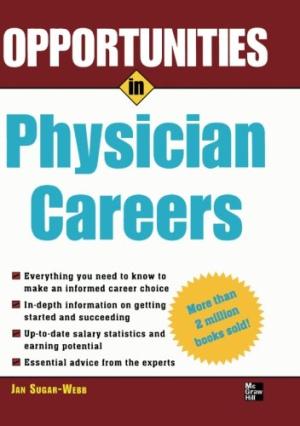 OPPORTUNITIES
in
Physician
Careers
Everything you need to know to
make an informed career choice
In-depth information on getting
started and succeeding
Up-to-date salary statistics and
earning potential
Essential advice from the experts
More than
2 million
books sold!
JAN SUGAR-WEBB
Mc
Graw
Hill